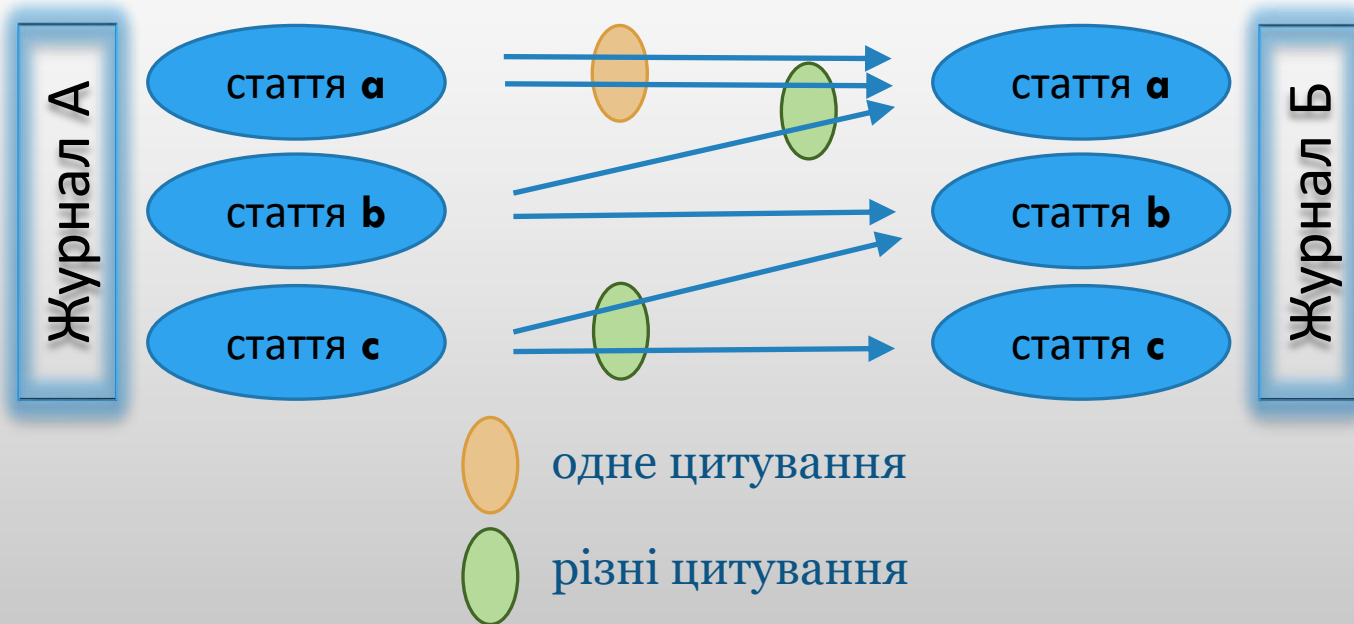 Журнал А
стаття a
стаття a
стаття b
стаття b
стаття c
стаття c
Журнал Б
одне цитування
різні цитування